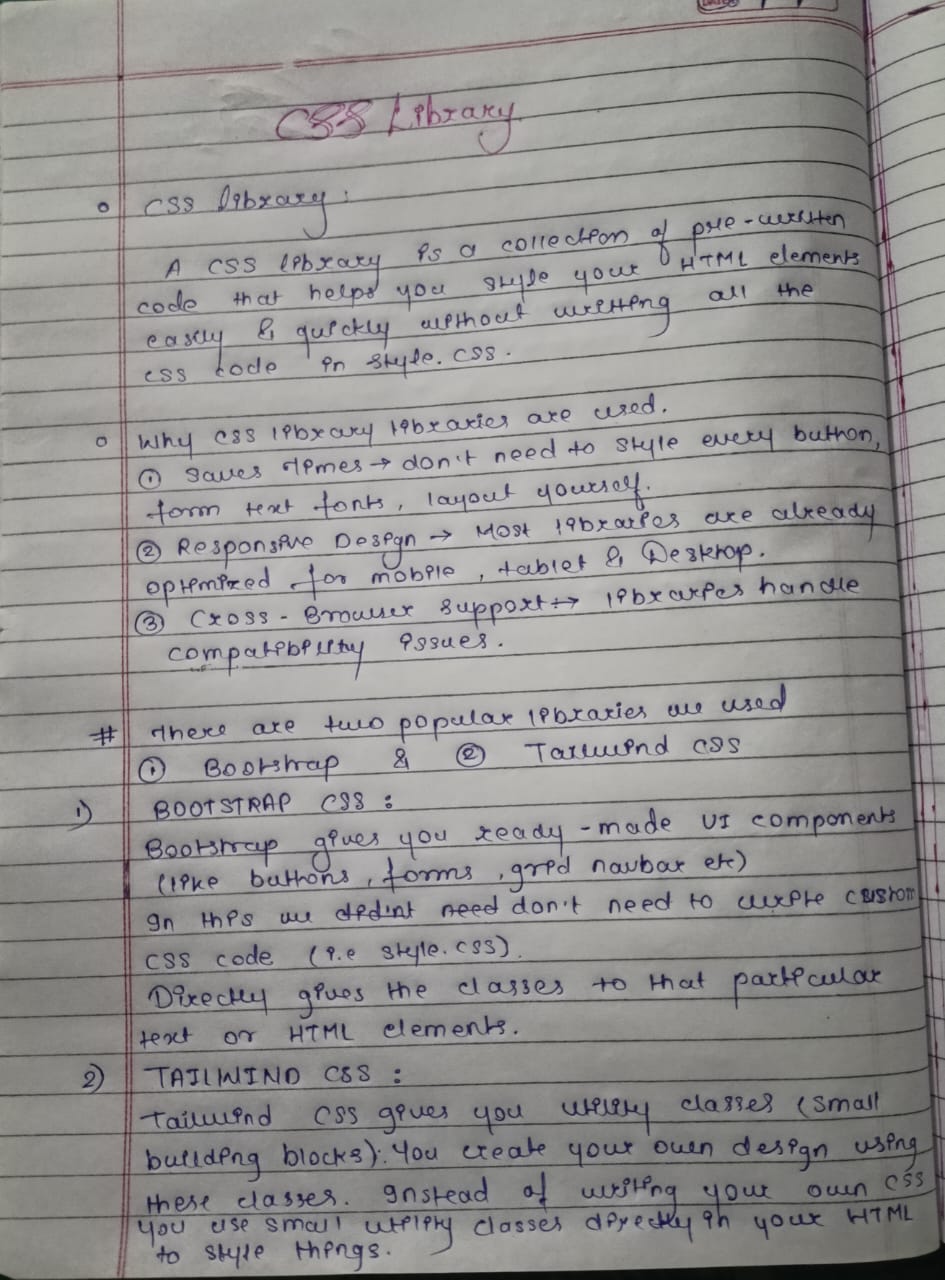 CSS Library
CSS library:
A CSS library is a collection of pre-written
code that helps you style your HTML elements
easily & quickly without writting all the
css code in style.css.
Why css library libraries are used.
① Saves times → don't need to style every button,
form text fonts, layout yourself.
② Responsive Design → Most libraries are already
optimized for mobile, tablet & Desktop.
③ Cross-Browser support → libraries handle
compatibility issues.
# There are two popular libraries we used
① Bootstrap & ② Tailwind CSS
1) BOOTSTRAP CSS :
Bootstrap gives you ready-made UI components
(like buttons, forms, grid navbar etc)
In this we didint need don't need to write custom
CSS code (i.e style.css).
Directly gives the classes to that particular
text or HTML elements.
2) TAILWIND CSS :
Tailwind CSS gives you utility classes (small
building blocks). You create your own design using
these classes. Instead of writing your own CSS
you use small utility classes directly in your HTML
to style things.